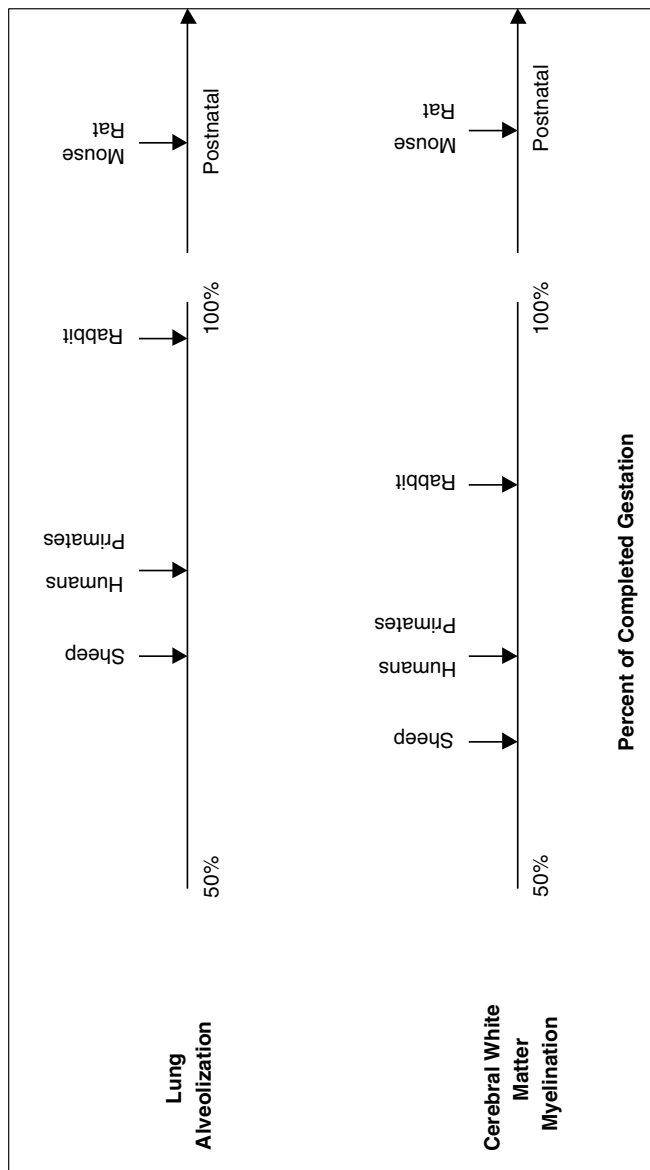 Lung
Alveolization
Sheep
Humans Primates
Rabbit
Mouse Rat
50%
100%
Postnatal
Cerebral White
Matter
Myelination
Sheep
Humans Primates
Rabbit
Mouse Rat
50%
100%
Postnatal
Percent of Completed Gestation